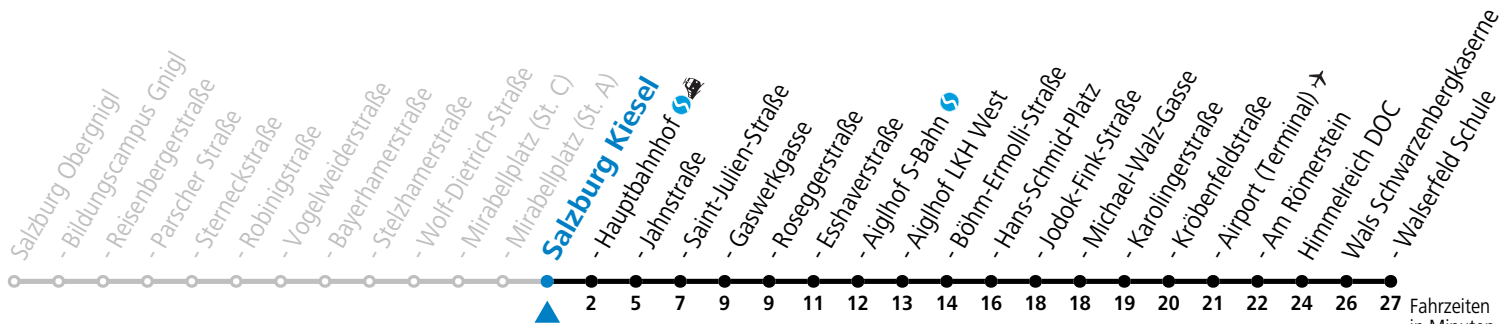 Salzburg Obergnigl
- Bildungscampus Gnigl
- Reisenbergerstraße
- Parscher Straße
- Sterneckstraße
- Robinigstraße
- Vogelweiderstraße
- Bayerhamerstraße
- Stelzhamerstraße
- Wolf-Dietrich-Straße
- Mirabellplatz (St. C)
- Mirabellplatz (St. A)
Salzburg Kiesel
- Hauptbahnhof
- Jahnstraße
- Saint-Julien-Straße
- Gaswerkgasse
- Roseggerstraße
- Esshaverstraße
- Aiglhof S-Bahn
- Aiglhof LKH West
- Böhm-Ermolli-Straße
- Hans-Schmid-Platz
- Jodok-Fink-Straße
- Michael-Walz-Gasse
- Karolingerstraße
- Kröbenfeldstraße
- Airport (Terminal)
- Am Römerstein
Himmelreich DOC
Wals Schwarzenbergkaserne
- Walserfeld Schule
2 5 7 9 9 11 12 13 14 16 18 18 19 20 21 22 24 26 27 Fahrzeiten
in Minuten